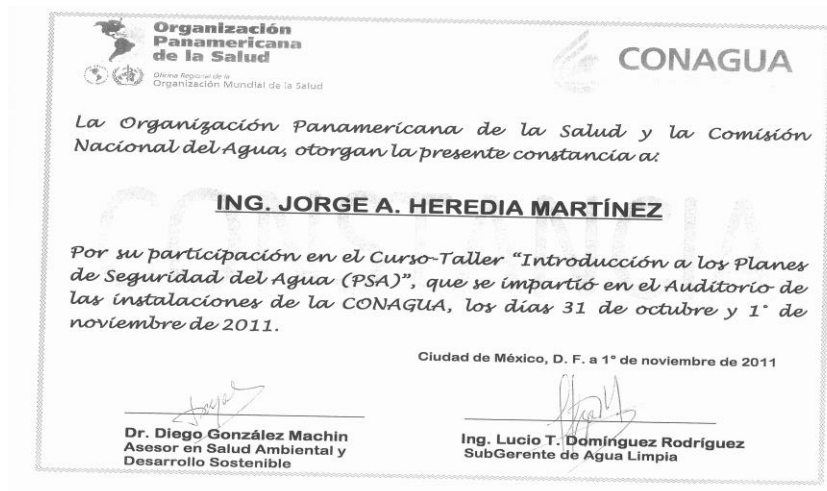 Organización
Panamericana
de la Salud
Oficina Regional de la
Organización Mundial de la Salud
CONAGUA
La Organización Panamericana de la Salud y la Comisión
Nacional del Agua, otorgan la presente constancia a:
CONSTANCIA
ING. JORGE A. HEREDIA MARTÍNEZ
Por su participación en el Curso-Taller “Introducción a los Planes
de Seguridad del Agua (PSA)”, que se impartió en el Auditorio de
las instalaciones de la CONAGUA, los días 31 de octubre y 1° de
noviembre de 2011.
Ciudad de México, D. F. a 1° de noviembre de 2011
Dr. Diego González Machin
Asesor en Salud Ambiental y
Desarrollo Sostenible
Ing. Lucio T. Domínguez Rodríguez
SubGerente de Agua Limpia